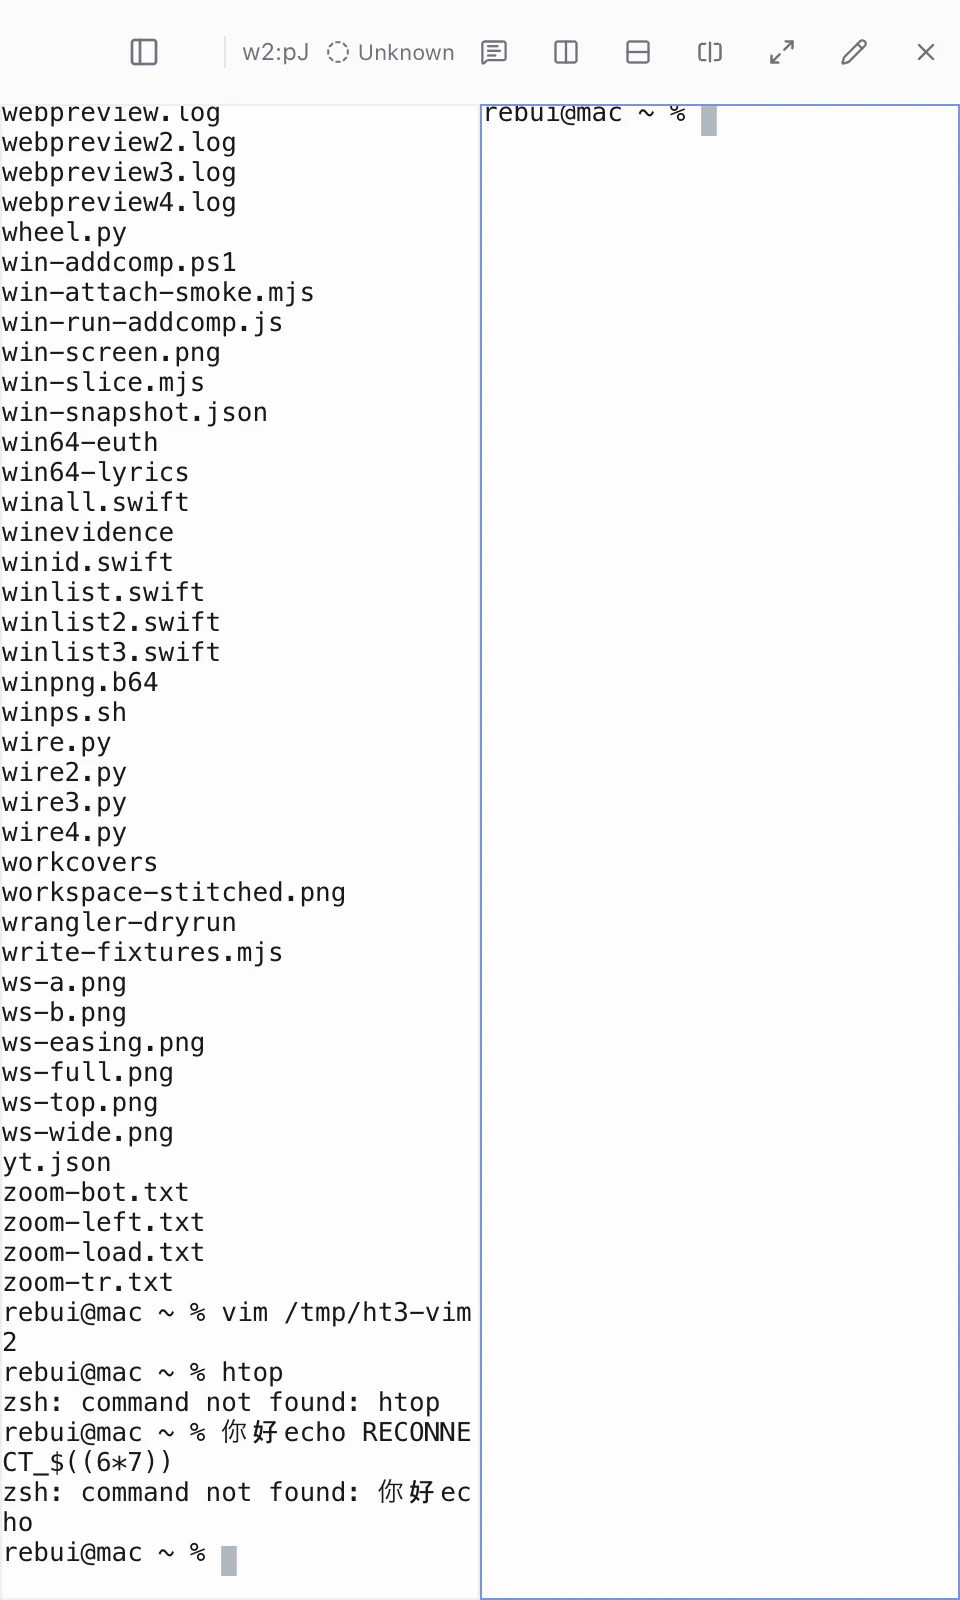 w2:pJ Unknown
webpreview.log
webpreview2.log
webpreview3.log
webpreview4.log
wheel.py
win-addcomp.ps1
win-attach-smoke.mjs
win-run-addcomp.js
win-screen.png
win-slice.mjs
win-snapshot.json
win64-euth
win64-lyrics
winall.swift
winevidence
winid.swift
winlist.swift
winlist2.swift
winlist3.swift
winpng.b64
winps.sh
wire.py
wire2.py
wire3.py
wire4.py
workcovers
workspace-stitched.png
wrangler-dryrun
write-fixtures.mjs
ws-a.png
ws-b.png
ws-easing.png
ws-full.png
ws-top.png
ws-wide.png
yt.json
zoom-bot.txt
zoom-left.txt
zoom-load.txt
zoom-tr.txt
rebui@mac ~ % vim /tmp/ht3-vim
2
rebui@mac ~ % htop
zsh: command not found: htop
rebui@mac ~ % 你好echo RECONNE
CT_$((6*7))
zsh: command not found: 你好ec
ho
rebui@mac ~ %
rebui@mac ~ %